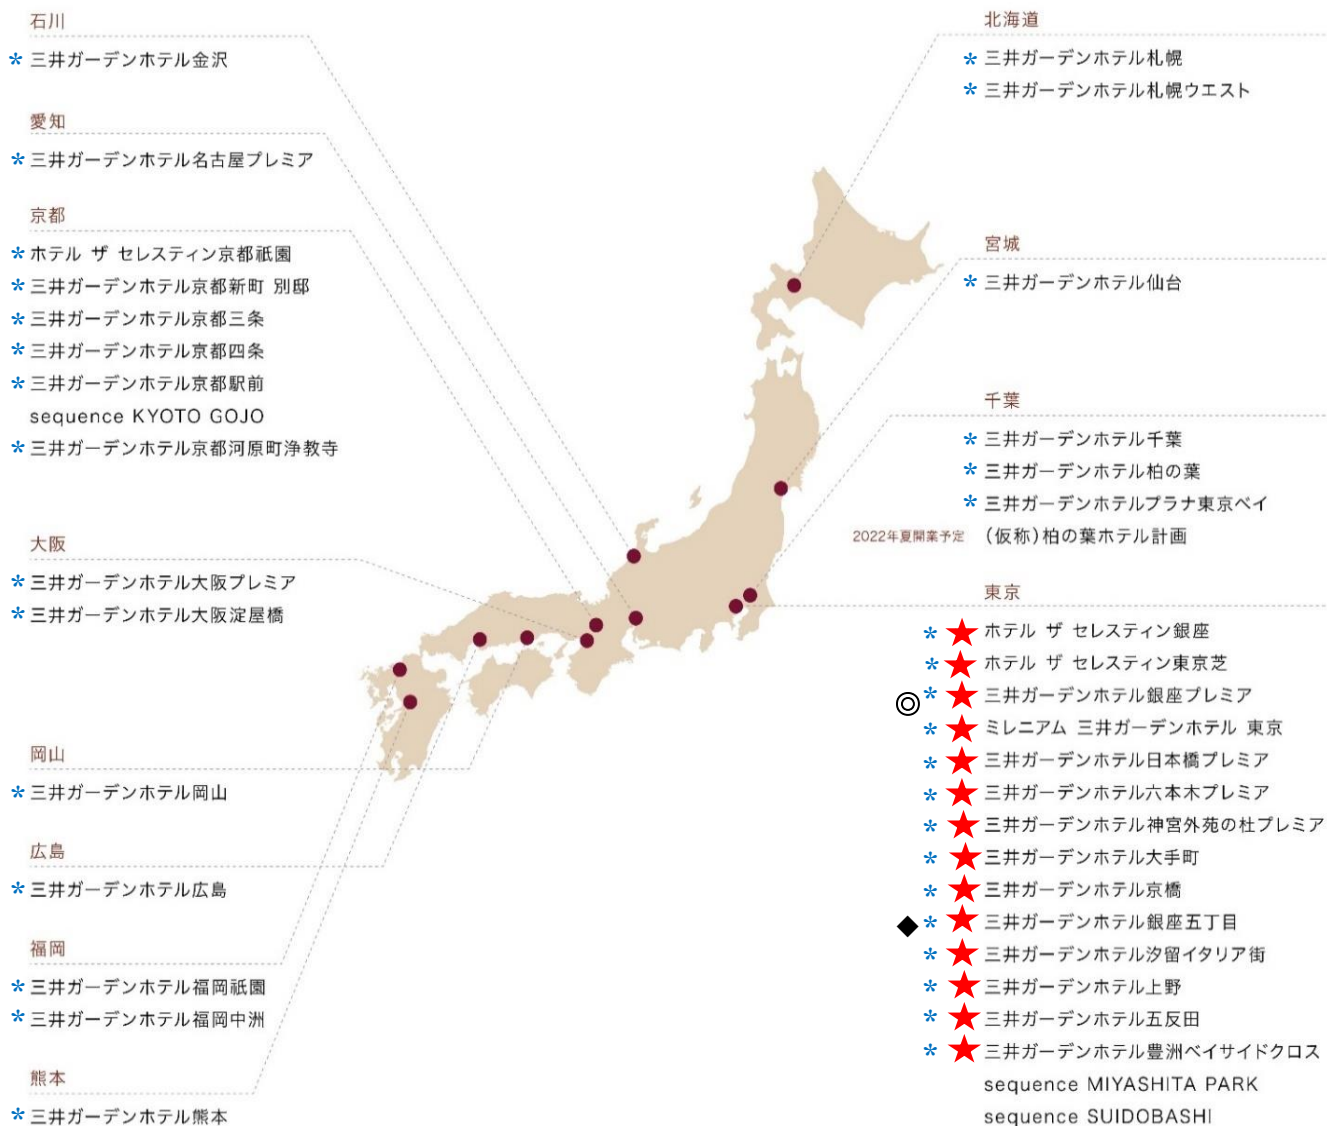 石川
* 三井ガーデンホテル金沢
愛知
* 三井ガーデンホテル名古屋プレミア
京都
* ホテル ザ セレスティン京都祇園
* 三井ガーデンホテル京都新町 別邸
* 三井ガーデンホテル京都三条
* 三井ガーデンホテル京都四条
* 三井ガーデンホテル京都駅前
sequence KYOTO GOJO
* 三井ガーデンホテル京都河原町浄教寺
大阪
* 三井ガーデンホテル大阪プレミア
* 三井ガーデンホテル大阪淀屋橋
岡山
* 三井ガーデンホテル岡山
広島
* 三井ガーデンホテル広島
福岡
* 三井ガーデンホテル福岡祇園
* 三井ガーデンホテル福岡中洲
熊本
* 三井ガーデンホテル熊本
北海道
* 三井ガーデンホテル札幌
* 三井ガーデンホテル札幌ウエスト
宮城
* 三井ガーデンホテル仙台
千葉
* 三井ガーデンホテル千葉
* 三井ガーデンホテル柏の葉
* 三井ガーデンホテルプラナ東京ベイ
2022年夏開業予定 (仮称)柏の葉ホテル計画
東京
* ★ ホテル ザ セレスティン銀座
* ★ ホテル ザ セレスティン東京芝
◎ * ★ 三井ガーデンホテル銀座プレミア
* ★ ミレニアム 三井ガーデンホテル 東京
* ★ 三井ガーデンホテル日本橋プレミア
* ★ 三井ガーデンホテル六本木プレミア
* ★ 三井ガーデンホテル神宮外苑の杜プレミア
* ★ 三井ガーデンホテル大手町
* ★ 三井ガーデンホテル京橋
◆ * ★ 三井ガーデンホテル銀座五丁目
* ★ 三井ガーデンホテル汐留イタリア街
* ★ 三井ガーデンホテル上野
* ★ 三井ガーデンホテル五反田
* ★ 三井ガーデンホテル豊洲ベイサイドクロス
sequence MIYASHITA PARK
sequence SUIDOBASHI